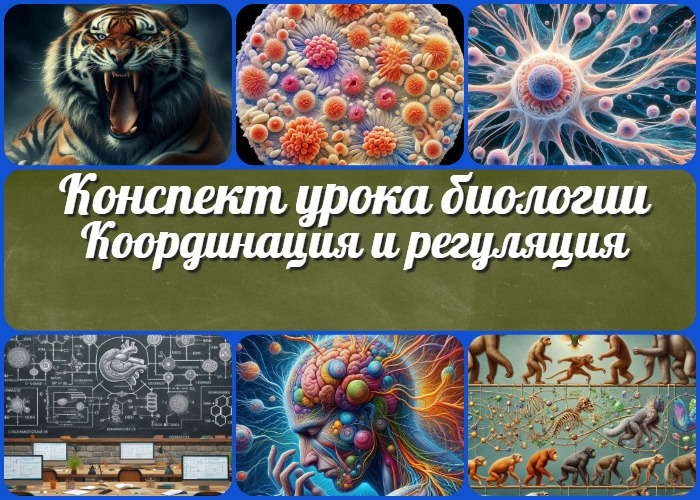 Конспект урока биологии
Координация и регуляция